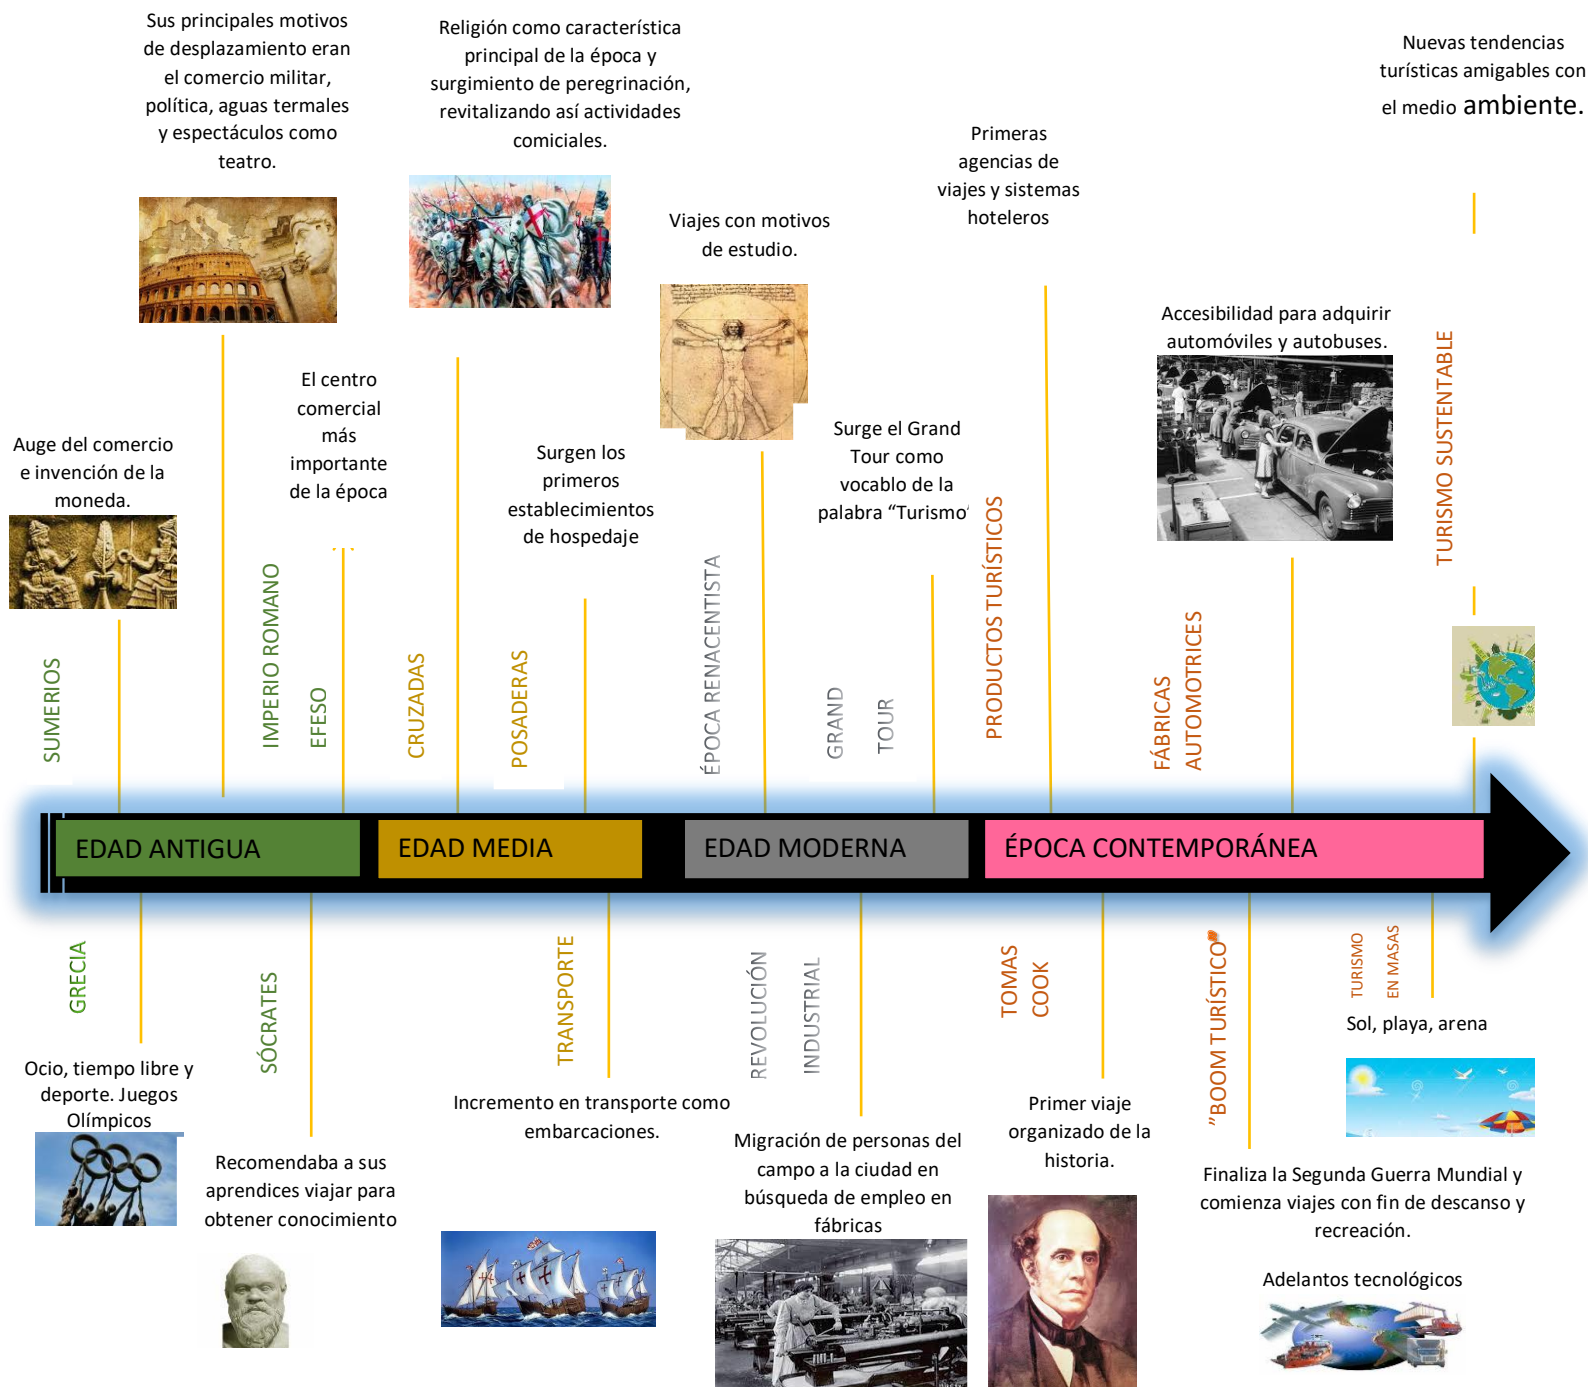 Sus principales motivos
de desplazamiento eran
el comercio militar,
política, aguas termales
y espectáculos como
teatro.
Religión como característica
principal de la época y
surgimiento de peregrinación,
revitalizando así actividades
comiciales.
Nuevas tendencias
turísticas amigables con
el medio ambiente.
Primeras
agencias de
viajes y sistemas
hoteleros
Viajes con motivos
de estudio.
Accesibilidad para adquirir
automóviles y autobuses.
El centro
comercial
más
importante
de la época
Auge del comercio
e invención de la
moneda.
Surgen los
primeros
establecimientos
de hospedaje
Surge el Grand
Tour como
vocablo de la
palabra “Turismo’
SUMERIOS
IMPERIO ROMANO
EFESO
CRUZADAS
POSADERAS
ÉPOCA RENACENTISTA
GRAND
TOUR
PRODUCTOS TURÍSTICOS
FÁBRICAS
AUTOMOTRICES
TURISMO SUSTENTABLE
EDAD ANTIGUA
EDAD MEDIA
EDAD MODERNA
ÉPOCA CONTEMPORÁNEA
GRECIA
SÓCRATES
TRANSPORTE
REVOLUCIÓN
INDUSTRIAL
TOMAS
COOK
”BOOM TURÍSTICO”
TURISMO
EN MASAS
Ocio, tiempo libre y
deporte. Juegos
Olímpicos
Recomendaba a sus
aprendices viajar para
obtener conocimiento
Incremento en transporte como
embarcaciones.
Migración de personas del
campo a la ciudad en
búsqueda de empleo en
fábricas
Primer viaje
organizado de la
historia.
Finaliza la Segunda Guerra Mundial y
comienza viajes con fin de descanso y
recreación.
Adelantos tecnológicos
Sol, playa, arena